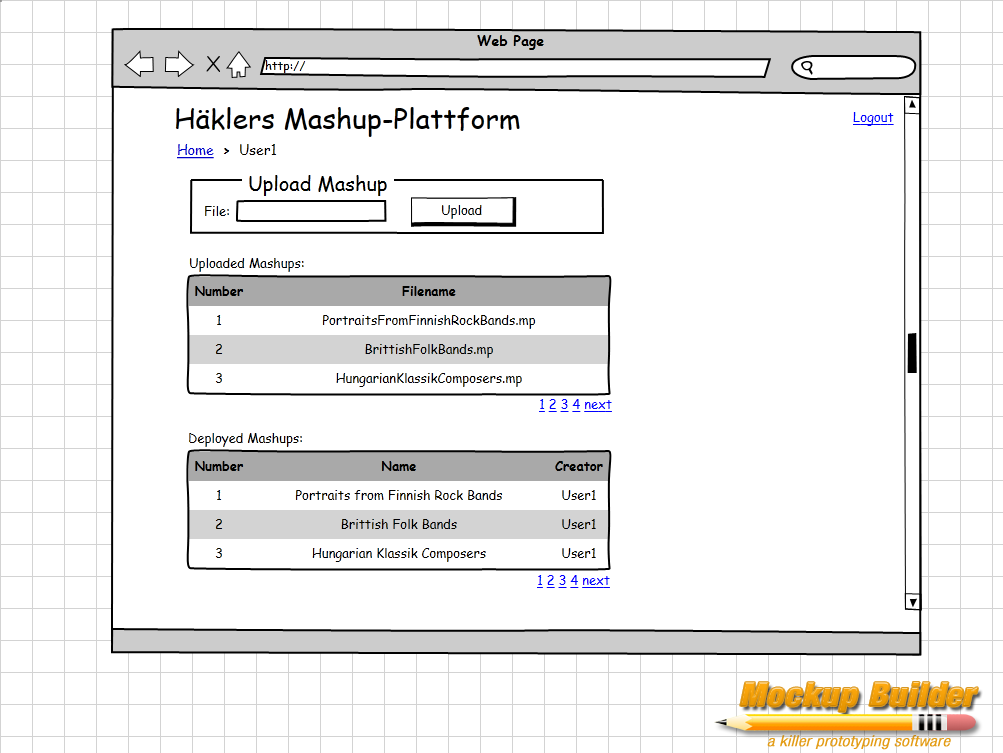 Web Page
http://
Häklers Mashup-Plattform
Logout
Home > User1
Upload Mashup
File: Upload
Uploaded Mashups:
Number Filename
1 PortraitsFromFinnishRockBands.mp
2 BrittishFolkBands.mp
3 HungarianKlassikComposers.mp
1 2 3 4 next
Deployed Mashups:
Number Name Creator
1 Portraits from Finnish Rock Bands User1
2 Brittish Folk Bands User1
3 Hungarian Klassik Composers User1
1 2 3 4 next
Mockup Builder
a killer prototyping software